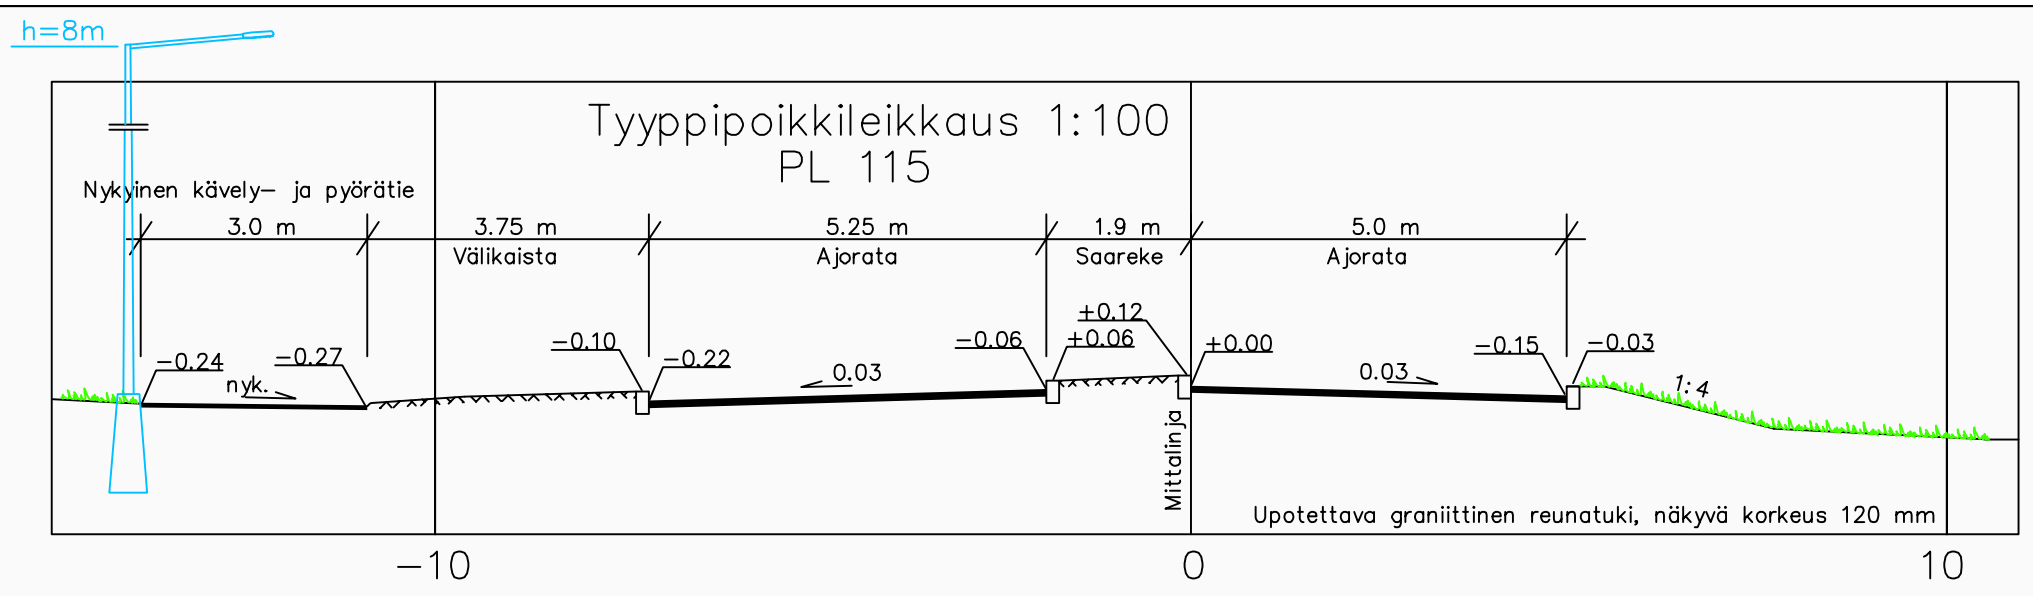 h=8m
Tyyppipoikkileikkaus 1:100
PL 115
Nykyinen kävely- ja pyörätie
3.0 m
3.75 m
5.25 m
1.9 m
5.0 m
Välikaista
Ajorata
Saareke
Ajorata
+0.12
-0.24
-0.27
-0.10
-0.22
-0.06
+0.06
+0.00
-0.15
-0.03
nyk.
0.03
0.03
1:4
Mittalinja
Upotettava graniittinen reunatuki, näkyvä korkeus 120 mm
-10
0
10